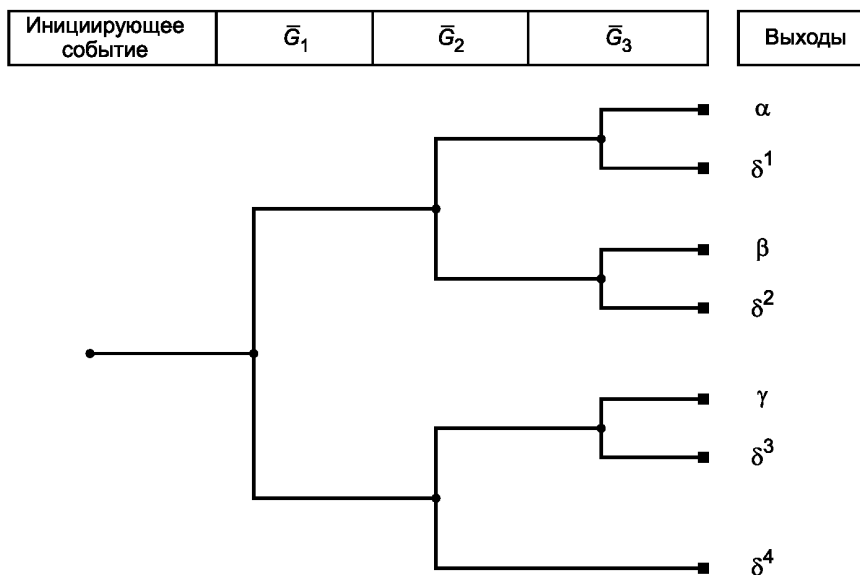 Инициирующее
событие
G̅₁
G̅₂
G̅₃
Выходы
α
δ¹
β
δ²
γ
δ³
δ⁴